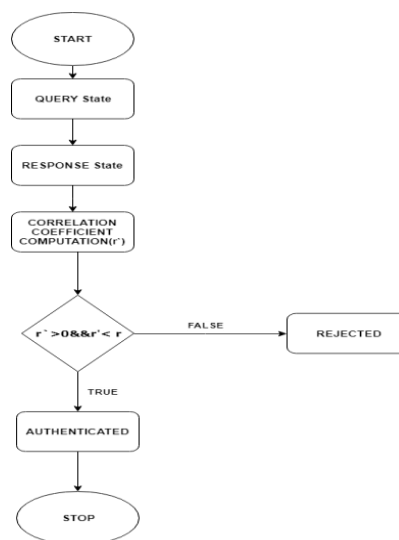 START
QUERY State
RESPONSE State
CORRELATION
COEFFICIENT
COMPUTATION(r`)
r` >0&&r'< r
FALSE
REJECTED
TRUE
AUTHENTICATED
STOP